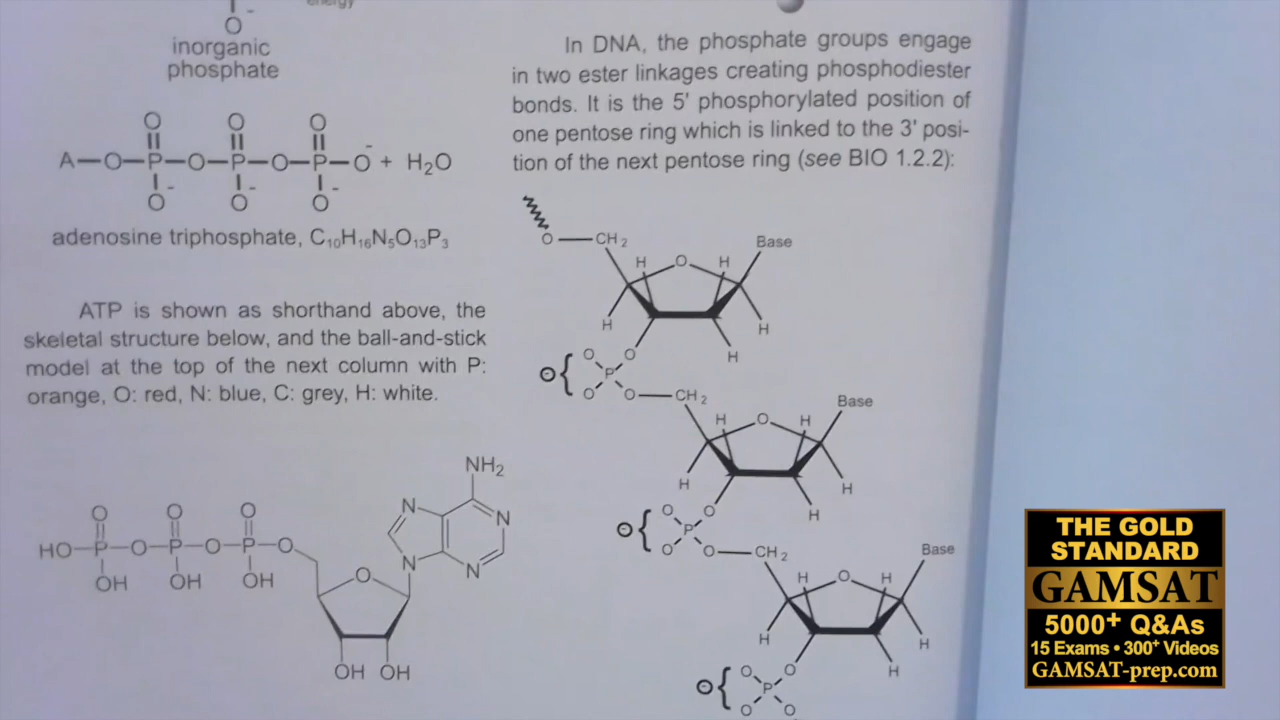 energy
O-
inorganic
phosphate
O O O
A—O—P—O—P—O—P—O- + H₂O
O- O- O-
adenosine triphosphate, C₁₀H₁₆N₅O₁₃P₃
ATP is shown as shorthand above, the
skeletal structure below, and the ball-and-stick
model at the top of the next column with P:
orange, O: red, N: blue, C: grey, H: white.
NH₂
N N
O O O
HO—P—O—P—O—P—O
OH OH OH
O N N
OH OH
In DNA, the phosphate groups engage
in two ester linkages creating phosphodiester
bonds. It is the 5' phosphorylated position of
one pentose ring which is linked to the 3' posi-
tion of the next pentose ring (see BIO 1.2.2):
O—CH₂ Base
H O H
H H
H
O O
⊖{ P
O O—CH₂ Base
H O H
H H
H
O O
⊖{ P
O O—CH₂ Base
H O H
H H
H
O O
⊖{ P
O O
THE GOLD
STANDARD
GAMSAT
5000⁺ Q&As
15 Exams • 300⁺ Videos
GAMSAT-prep.com